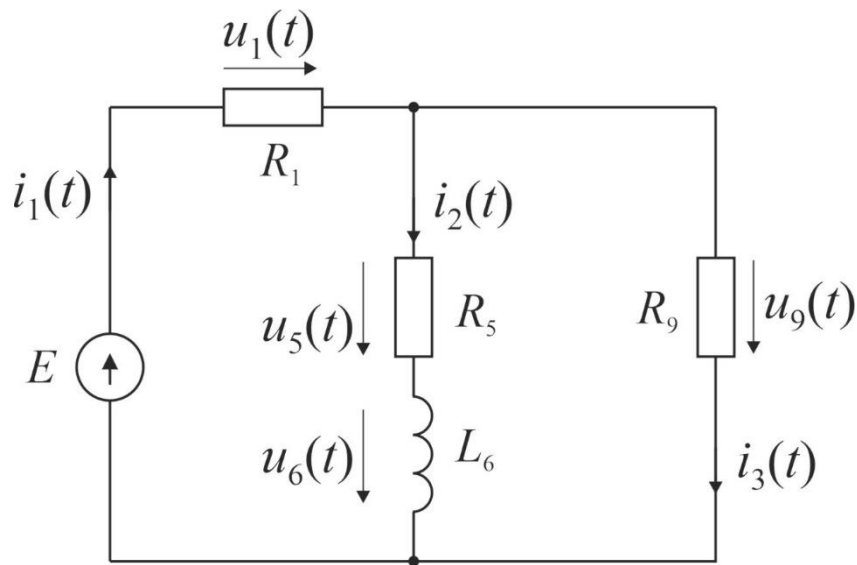 u₁(t)
R₁
i₁(t)
i₂(t)
E
u₅(t)
R₅
R₉
u₉(t)
u₆(t)
L₆
i₃(t)